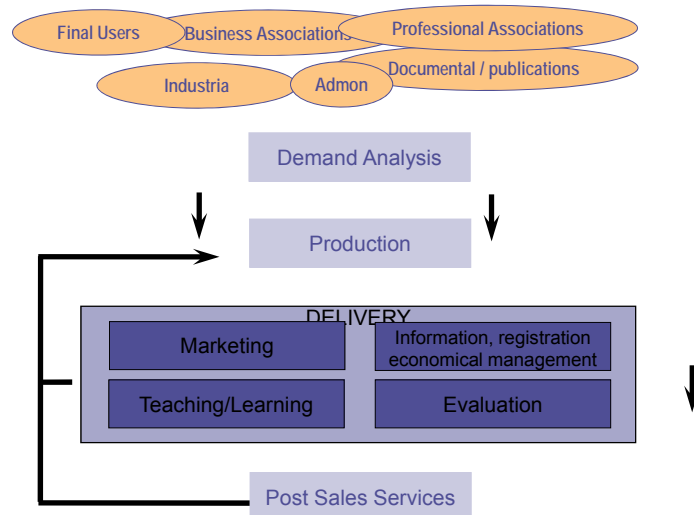 Final Users
Business Associations
Professional Associations
Industria
Admon
Documental / publications
Demand Analysis
Production
DELIVERY
Marketing
Information, registration
economical management
Teaching/Learning
Evaluation
Post Sales Services